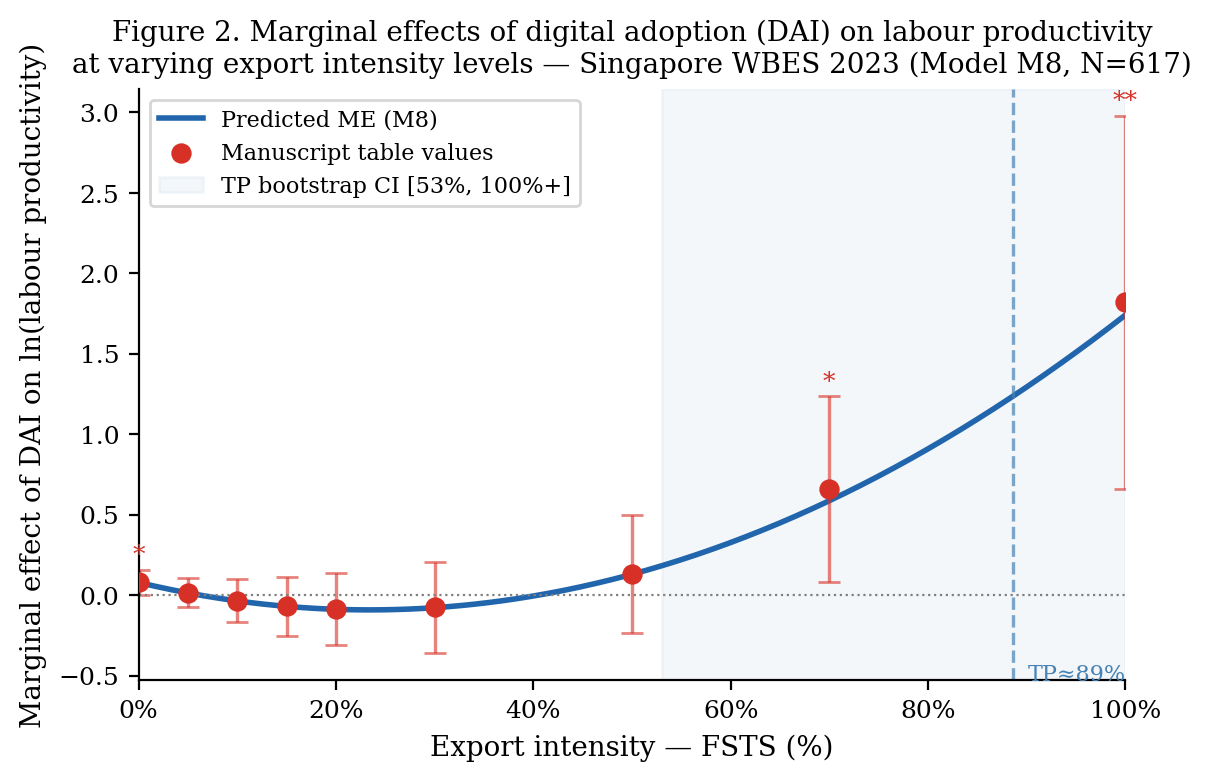 Figure 2. Marginal effects of digital adoption (DAI) on labour productivity
at varying export intensity levels — Singapore WBES 2023 (Model M8, N=617)
Marginal effect of DAI on ln(labour productivity)
Predicted ME (M8)
Manuscript table values
TP bootstrap CI [53%, 100%+]
3.0
2.5
2.0
1.5
1.0
0.5
0.0
−0.5
*
*
**
TP≈89%
0%
20%
40%
60%
80%
100%
Export intensity — FSTS (%)